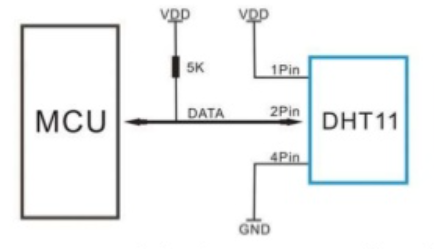 VDD
VDD
5K
1Pin
MCU
DATA
2Pin
DHT11
4Pin
GND